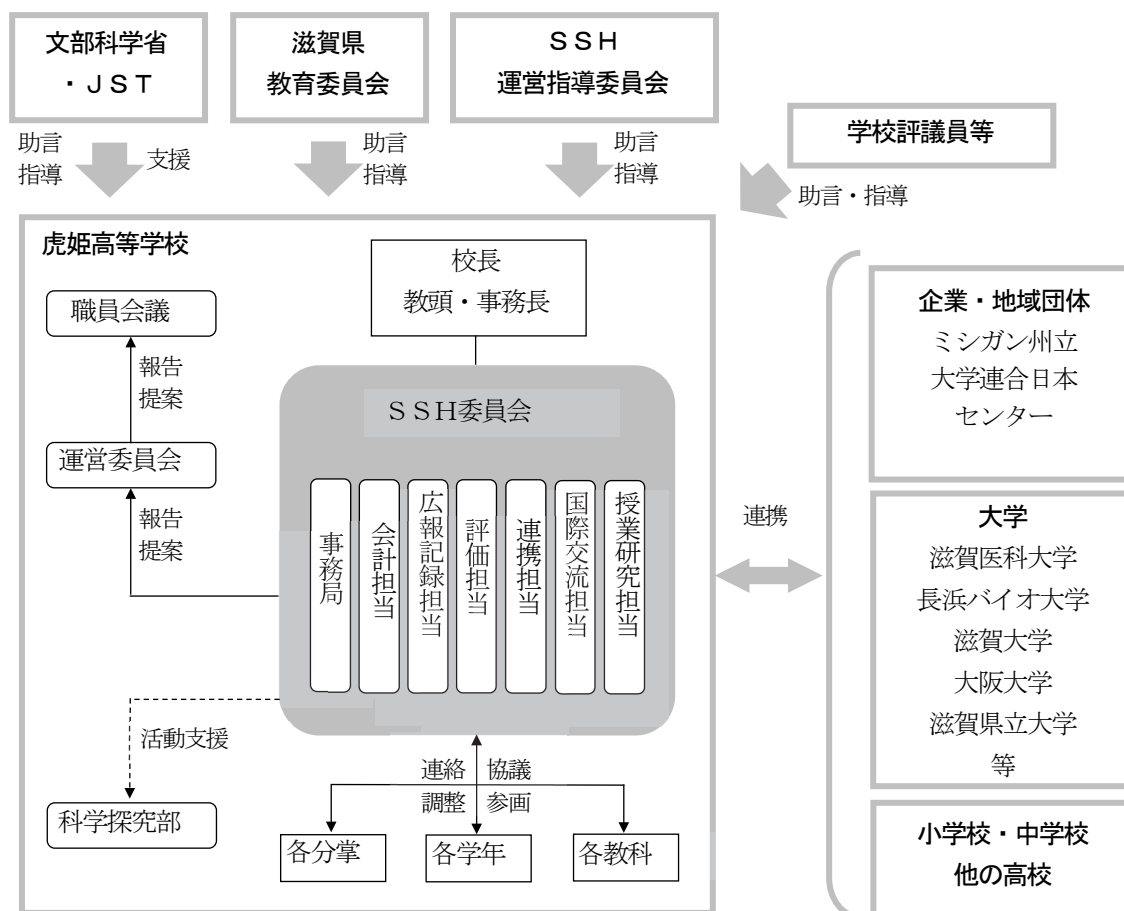 文部科学省
・ＪＳＴ
滋賀県
教育委員会
ＳＳＨ
運営指導委員会
学校評議員等
助言
指導
支援
助言
指導
助言
指導
助言・指導
虎姫高等学校
校長
教頭・事務長
職員会議
報告
提案
運営委員会
報告
提案
ＳＳＨ委員会
事務局
会計担当
広報記録担当
評価担当
連携担当
国際交流担当
授業研究担当
活動支援
科学探究部
連絡 協議
調整 参画
各分掌
各学年
各教科
連携
企業・地域団体
ミシガン州立
大学連合日本
センター
大学
滋賀医科大学
長浜バイオ大学
滋賀大学
大阪大学
滋賀県立大学
等
小学校・中学校
他の高校